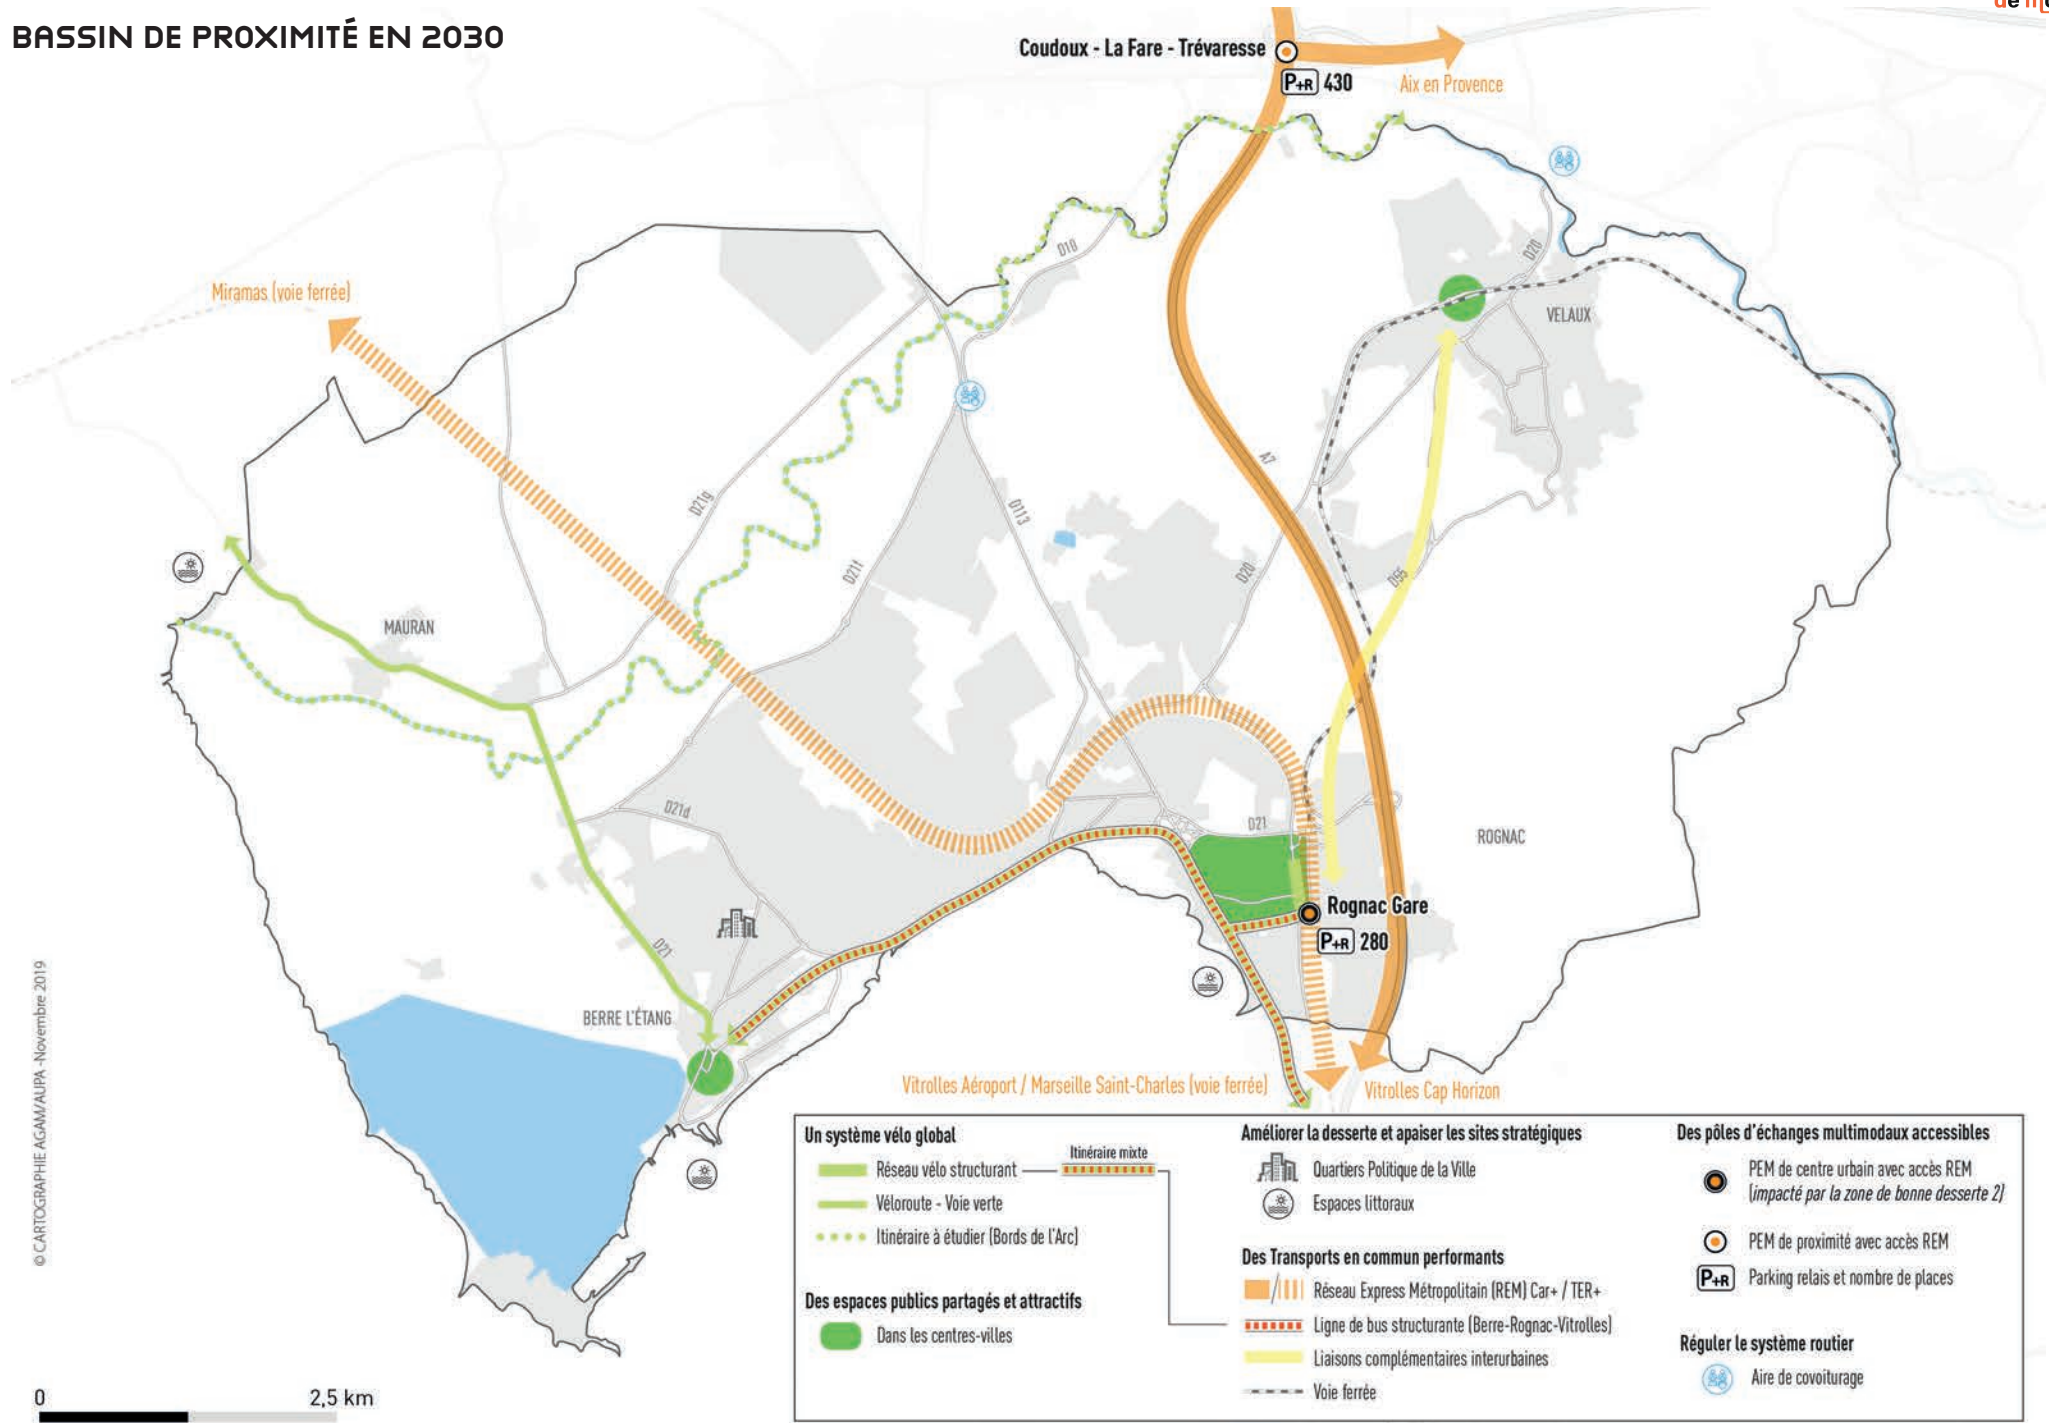 BASSIN DE PROXIMITÉ EN 2030
Coudoux - La Fare - Trévaresse
P+R 430
Aix en Provence
Miramas (voie ferrée)
D10
D20
VELAUX
A7
D21g
D113
D21f
D20
D55
MAURAN
D21d
D21
ROGNAC
Rognac Gare
P+R 280
D21
BERRE L'ÉTANG
Vitrolles Aéroport / Marseille Saint-Charles (voie ferrée)
Vitrolles Cap Horizon
© CARTOGRAPHIE AGAM/AUPA -Novembre 2019
0 2,5 km
Un système vélo global
Réseau vélo structurant
Itinéraire mixte
Véloroute - Voie verte
Itinéraire à étudier (Bords de l'Arc)
Des espaces publics partagés et attractifs
Dans les centres-villes
Améliorer la desserte et apaiser les sites stratégiques
Quartiers Politique de la Ville
Espaces littoraux
Des Transports en commun performants
Réseau Express Métropolitain (REM) Car+ / TER+
Ligne de bus structurante (Berre-Rognac-Vitrolles)
Liaisons complémentaires interurbaines
Voie ferrée
Des pôles d'échanges multimodaux accessibles
PEM de centre urbain avec accès REM
(impacté par la zone de bonne desserte 2)
PEM de proximité avec accès REM
P+R Parking relais et nombre de places
Réguler le système routier
Aire de covoiturage